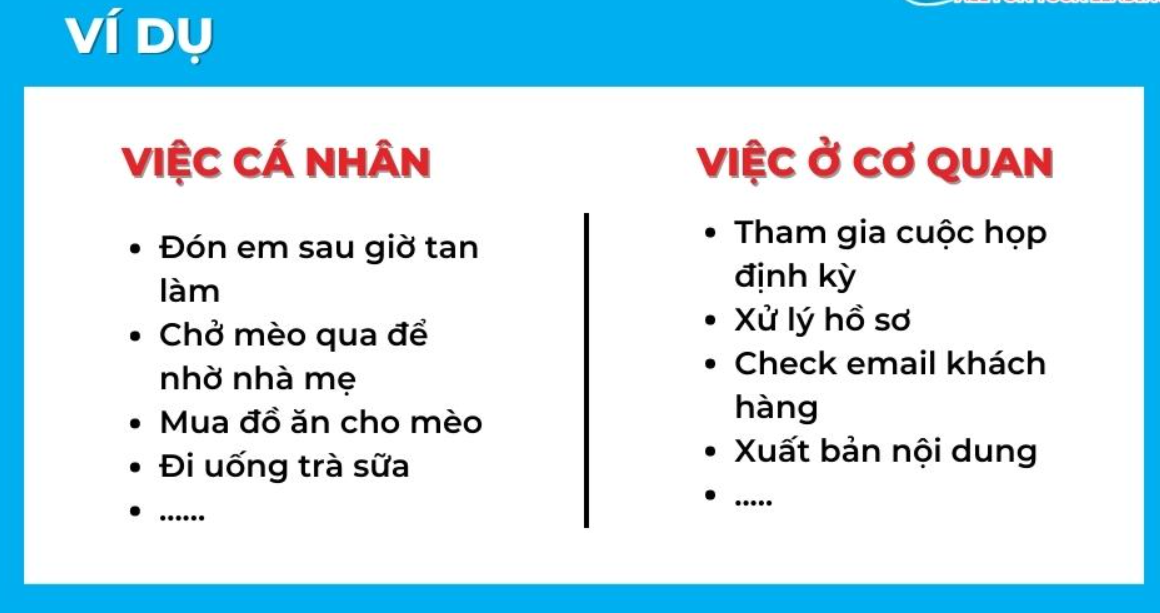 VÍ DỤ
VIỆC CÁ NHÂN
• Đón em sau giờ tan
làm
• Chở mèo qua để
nhờ nhà mẹ
• Mua đồ ăn cho mèo
• Đi uống trà sữa
• ......
VIỆC Ở CƠ QUAN
• Tham gia cuộc họp
định kỳ
• Xử lý hồ sơ
• Check email khách
hàng
• Xuất bản nội dung
• .....